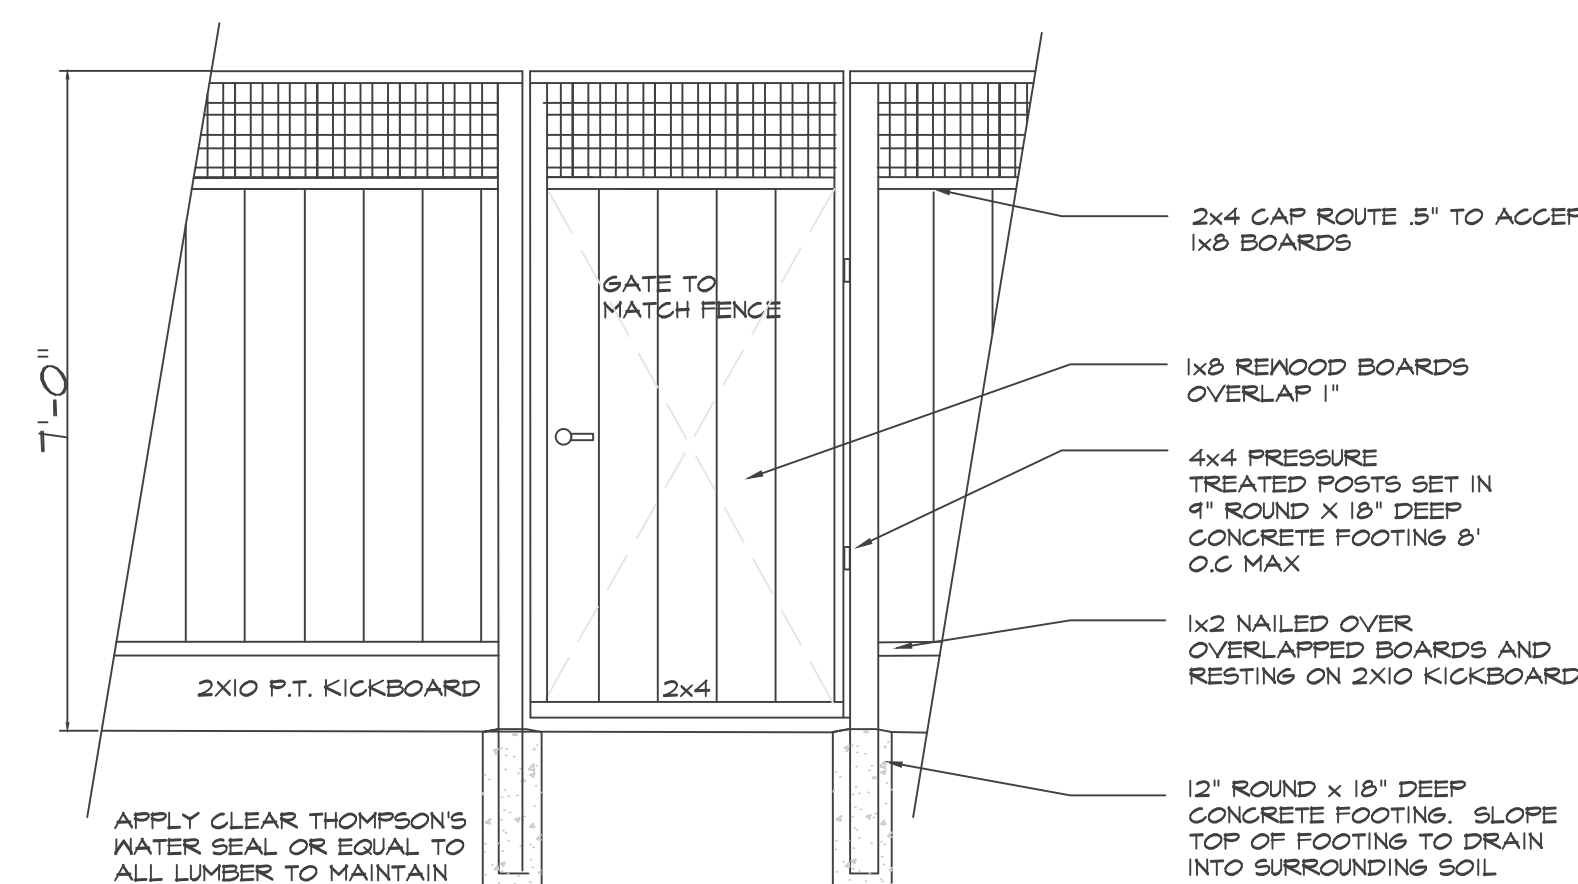 2x4 CAP ROUTE .5" TO
1x8 BOARDS
GATE TO
MATCH FENCE
7'-0"
1x8 REWOOD BOARDS
OVERLAP 1"
4x4 PRESSURE
TREATED POSTS SET IN
9" ROUND X 18" DEEP
CONCRETE FOOTING 8'
O.C MAX
1x2 NAILED OVER
OVERLAPPED BOARDS AND
RESTING ON 2X10 KICKBOARD
2X10 P.T. KICKBOARD
2x4
12" ROUND x 18" DEEP
CONCRETE FOOTING. SLOPE
TOP OF FOOTING TO DRAIN
INTO SURROUNDING SOIL
APPLY CLEAR THOMPSON'S
WATER SEAL OR EQUAL TO
ALL LUMBER TO MAINTAIN